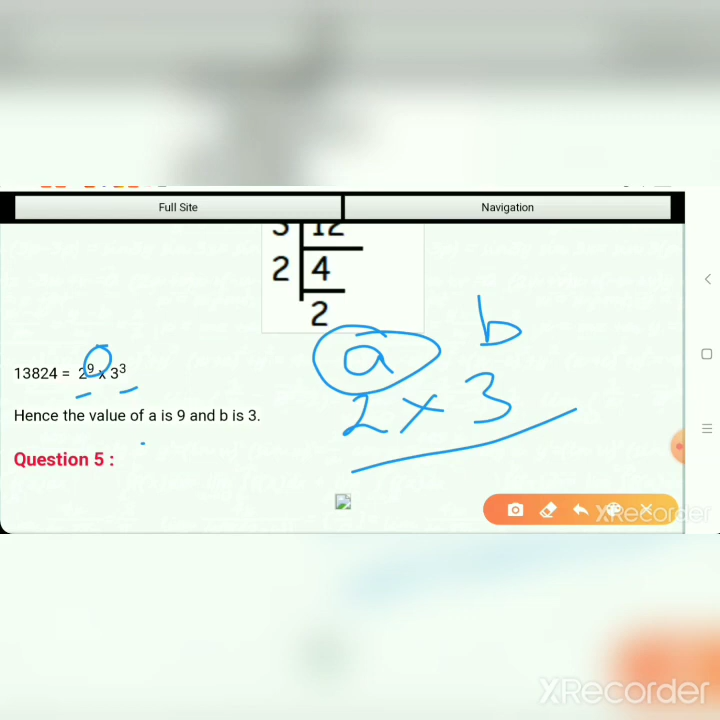 Full Site Navigation
3 12
2 4
2
a b
2 × 3
13824 = 2⁹ x 3³
Hence the value of a is 9 and b is 3.
Question 5 :
XRecorder
XRecorder